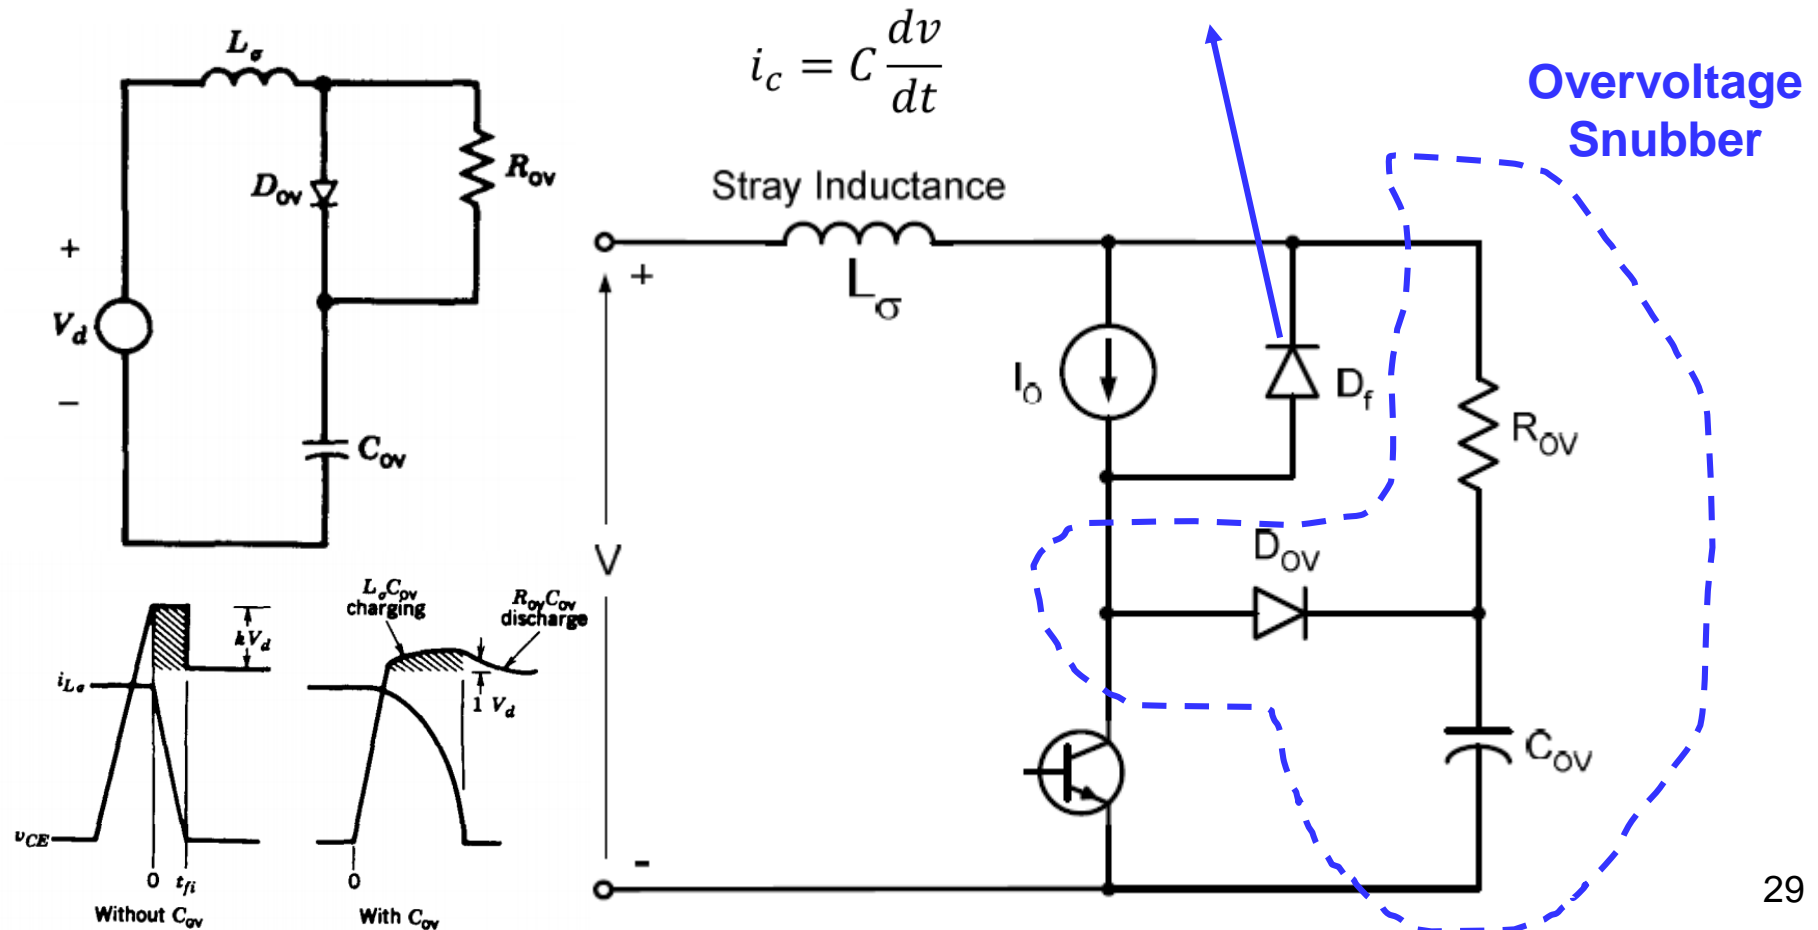 L_σ
D_ov
R_ov
+
V_d
−
C_ov
i_c = C dv/dt
Overvoltage
Snubber
Stray Inductance
+
L_σ
I_o
D_f
R_OV
D_OV
V
C_OV
-
kV_d
i_Lσ
v_CE
0 t_fi
Without C_ov
L_σC_ov
charging
R_ovC_ov
discharge
1 V_d
0
With C_ov
29